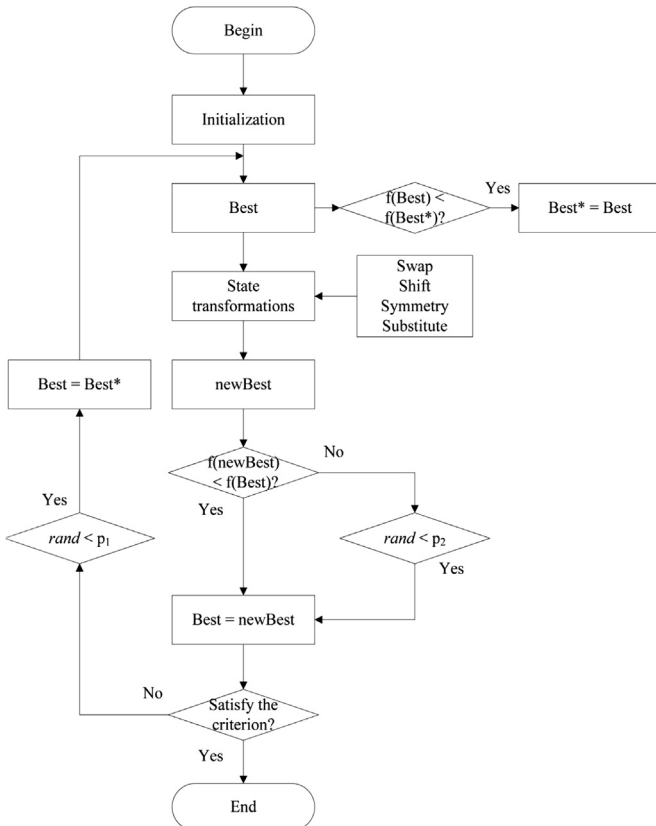 Begin
Initialization
Best
f(Best) <
f(Best*)?
Yes
Best* = Best
State
transformations
Swap
Shift
Symmetry
Substitute
Best = Best*
newBest
f(newBest)
< f(Best)?
No
Yes
Yes
rand < p₁
rand < p₂
Yes
Best = newBest
No
Satisfy the
criterion?
Yes
End